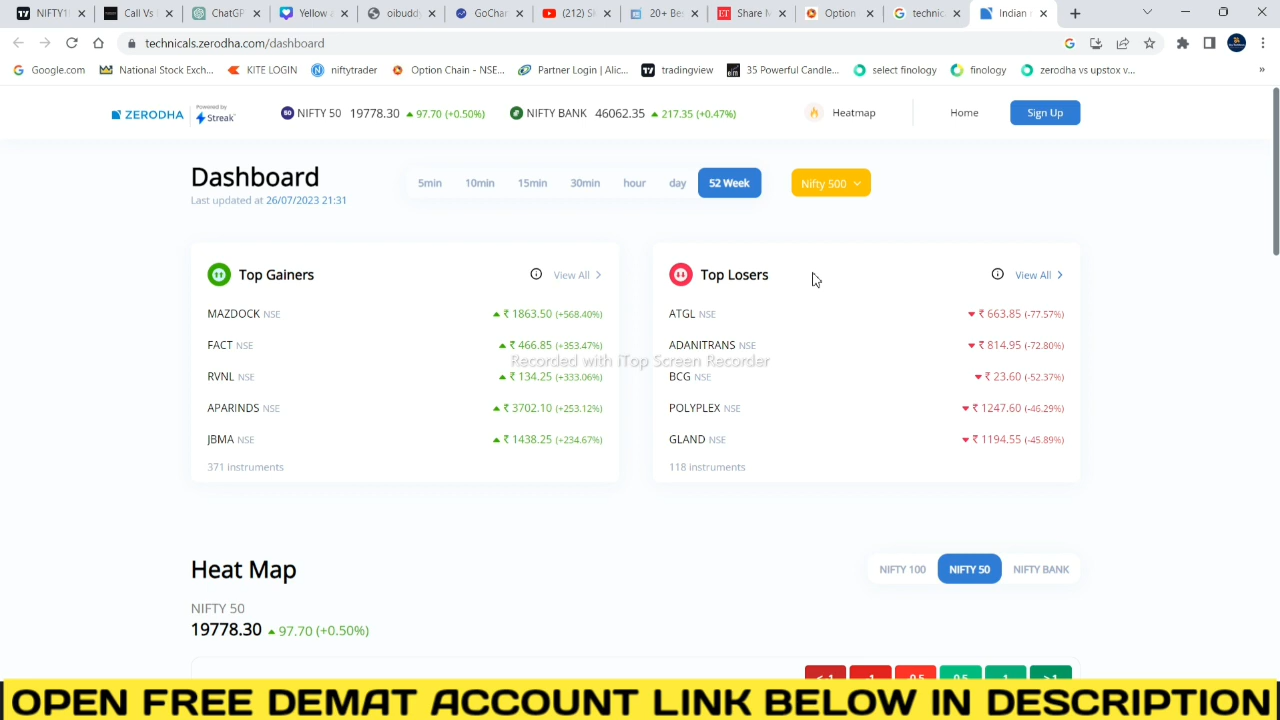 NIFTY1
Call Vs
ChatGP
Yellow
oibudd
GoChar
(212) S
20+ Be
Share M
Option
technic
Indian
technicals.zerodha.com/dashboard
Google.com
National Stock Exch...
KITE LOGIN
niftytrader
Option Chain - NSE...
Partner Login | Alic...
tradingview
35 Powerful Candle...
select finology
finology
zerodha vs upstox v...
ZERODHA
Powered by
Streak
NIFTY 50 19778.30 97.70 (+0.50%)
NIFTY BANK 46062.35 217.35 (+0.47%)
Heatmap
Home
Sign Up
Dashboard
Last updated at 26/07/2023 21:31
5min 10min 15min 30min hour day 52 Week
Nifty 500
Top Gainers
View All
MAZDOCK NSE ₹ 1863.50 (+568.40%)
FACT NSE ₹ 466.85 (+353.47%)
RVNL NSE ₹ 134.25 (+333.06%)
APARINDS NSE ₹ 3702.10 (+253.12%)
JBMA NSE ₹ 1438.25 (+234.67%)
371 instruments
Top Losers
View All
ATGL NSE ₹ 663.85 (-77.57%)
ADANITRANS NSE ₹ 814.95 (-72.80%)
BCG NSE ₹ 23.60 (-52.37%)
POLYPLEX NSE ₹ 1247.60 (-46.29%)
GLAND NSE ₹ 1194.55 (-45.89%)
118 instruments
Recorded with iTop Screen Recorder
Heat Map
NIFTY 100 NIFTY 50 NIFTY BANK
NIFTY 50
19778.30 97.70 (+0.50%)
OPEN FREE DEMAT ACCOUNT LINK BELOW IN DESCRIPTION